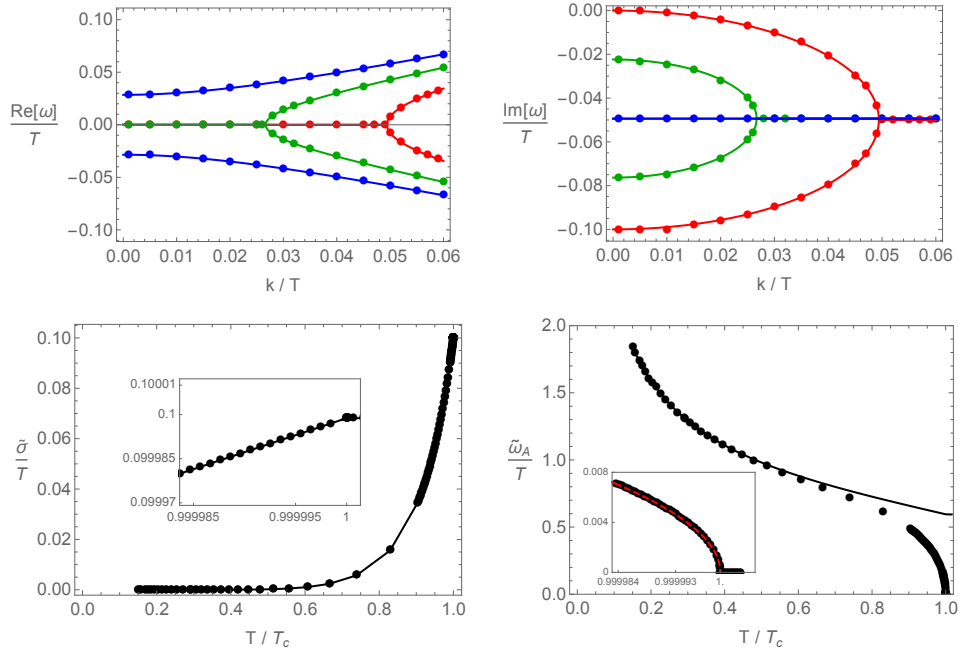 0.10
0.05
0.00
−0.05
−0.10
Re[ω]
T
0.00 0.01 0.02 0.03 0.04 0.05 0.06
k / T
0.00
−0.02
−0.04
−0.06
−0.08
−0.10
Im[ω]
T
0.00 0.01 0.02 0.03 0.04 0.05 0.06
k / T
0.10
0.08
0.06
0.04
0.02
0.00
σ̃
T
0.10001
0.1
0.099985
0.09997
0.999985 0.999995 1
0.0 0.2 0.4 0.6 0.8 1.0
T / T_c
2.0
1.5
1.0
0.5
0.0
ω̃_A
T
0.008
0.004
0
0.999984 0.999993 1.
0.2 0.4 0.6 0.8 1.0
T / T_c